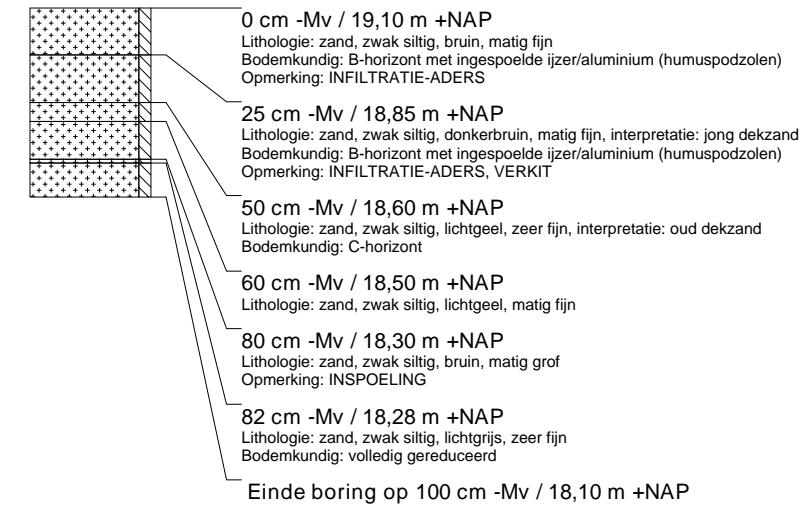 0 cm -Mv / 19,10 m +NAP
Lithologie: zand, zwak siltig, bruin, matig fijn
Bodemkundig: B-horizont met ingespoelde ijzer/aluminium (humuspodzolen)
Opmerking: INFILTRATIE-ADERS
25 cm -Mv / 18,85 m +NAP
Lithologie: zand, zwak siltig, donkerbruin, matig fijn, interpretatie: jong dekzand
Bodemkundig: B-horizont met ingespoelde ijzer/aluminium (humuspodzolen)
Opmerking: INFILTRATIE-ADERS, VERKIT
50 cm -Mv / 18,60 m +NAP
Lithologie: zand, zwak siltig, lichtgeel, zeer fijn, interpretatie: oud dekzand
Bodemkundig: C-horizont
60 cm -Mv / 18,50 m +NAP
Lithologie: zand, zwak siltig, lichtgeel, matig fijn
80 cm -Mv / 18,30 m +NAP
Lithologie: zand, zwak siltig, bruin, matig grof
Opmerking: INSPOELING
82 cm -Mv / 18,28 m +NAP
Lithologie: zand, zwak siltig, lichtgrijs, zeer fijn
Bodemkundig: volledig gereduceerd
Einde boring op 100 cm -Mv / 18,10 m +NAP